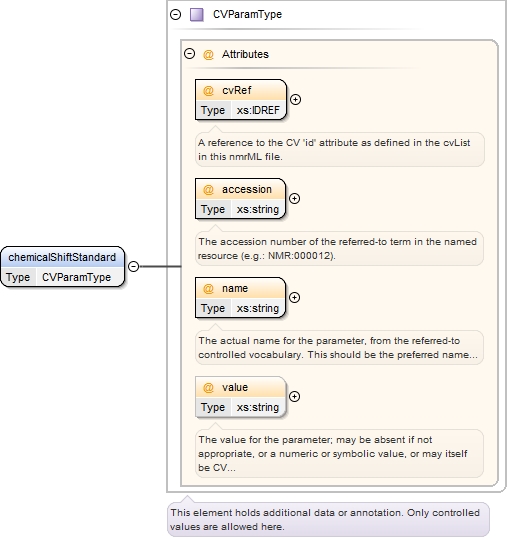 CVParamType
@ Attributes
@ cvRef
Type xs:IDREF
A reference to the CV 'id' attribute as defined in the cvList
in this nmrML file.
@ accession
Type xs:string
The accession number of the referred-to term in the named
resource (e.g.: NMR:000012).
chemicalShiftStandard
Type CVParamType
@ name
Type xs:string
The actual name for the parameter, from the referred-to
controlled vocabulary. This should be the preferred name...
@ value
Type xs:string
The value for the parameter; may be absent if not
appropriate, or a numeric or symbolic value, or may itself
be CV...
This element holds additional data or annotation. Only controlled
values are allowed here.